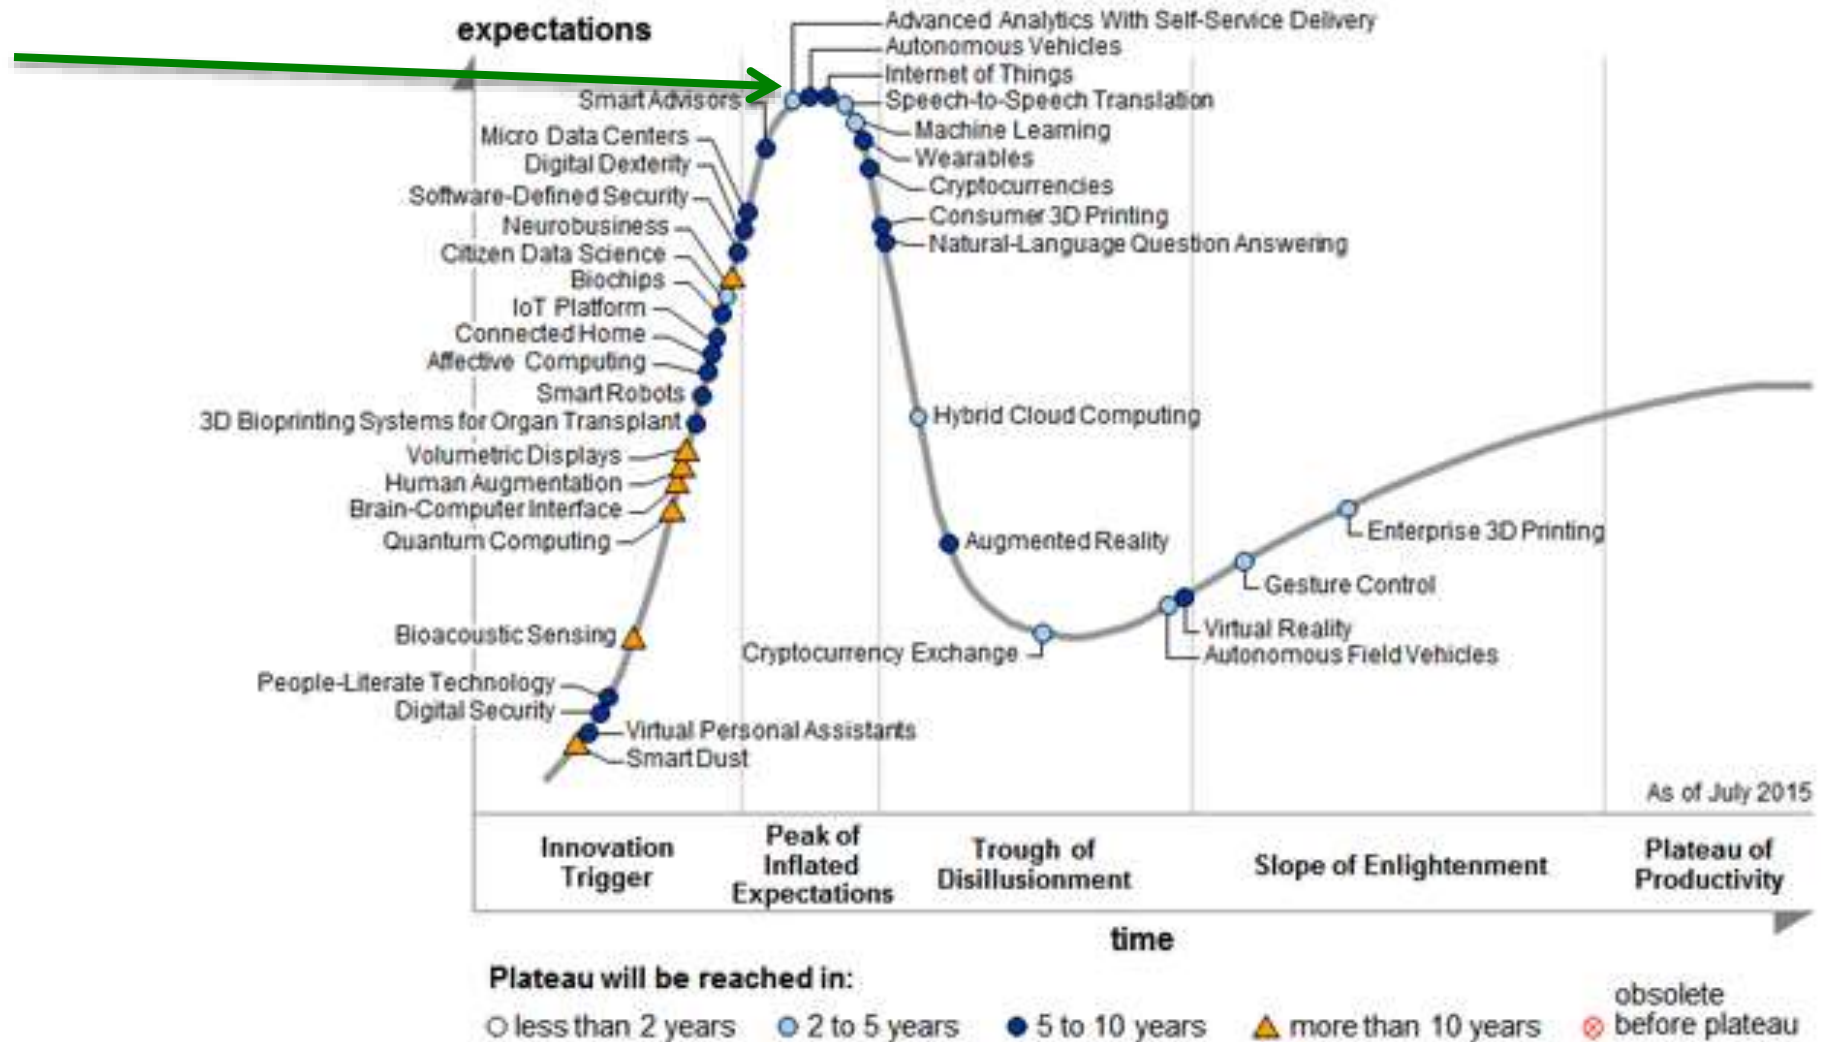 expectations
Advanced Analytics With Self-Service Delivery
Autonomous Vehicles
Internet of Things
Smart Advisors
Speech-to-Speech Translation
Micro Data Centers
Machine Learning
Digital Dexterity
Wearables
Software-Defined Security
Cryptocurrencies
Neurobusiness
Consumer 3D Printing
Citizen Data Science
Natural-Language Question Answering
Biochips
IoT Platform
Connected Home
Affective Computing
Smart Robots
3D Bioprinting Systems for Organ Transplant
Hybrid Cloud Computing
Volumetric Displays
Human Augmentation
Brain-Computer Interface
Quantum Computing
Augmented Reality
Enterprise 3D Printing
Gesture Control
Bioacoustic Sensing
Virtual Reality
Cryptocurrency Exchange
Autonomous Field Vehicles
People-Literate Technology
Digital Security
Virtual Personal Assistants
Smart Dust
As of July 2015
Innovation
Trigger
Peak of
Inflated
Expectations
Trough of
Disillusionment
Slope of Enlightenment
Plateau of
Productivity
time
Plateau will be reached in:
less than 2 years
2 to 5 years
5 to 10 years
more than 10 years
obsolete
before plateau